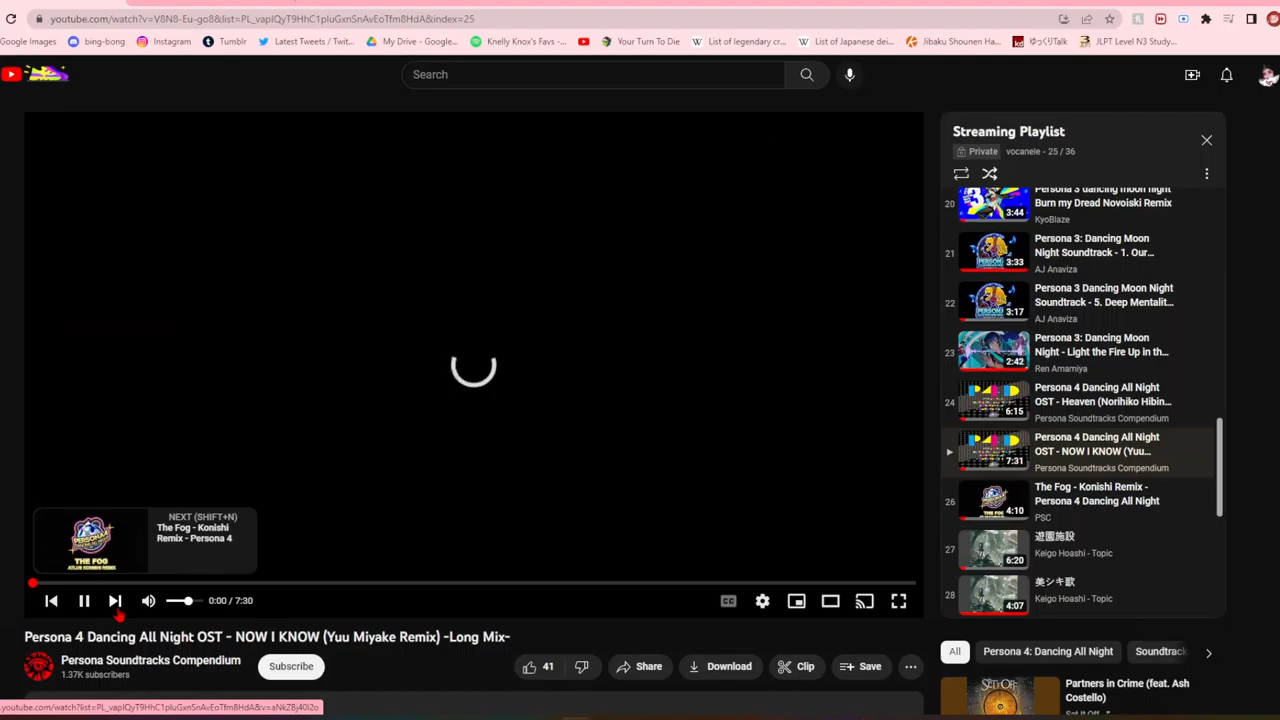 youtube.com/watch?v=V8N8-Eu-go8&list=PL_vapIQyT9HhC1pluGxnSnAvEoTfm8HdA&index=25
Google Images
bing-bong
Instagram
Tumblr
Latest Tweets / Twit...
My Drive - Google...
Knelly Knox's Favs -...
Your Turn To Die
List of legendary cr...
List of Japanese dei...
Jibaku Shounen Ha...
ゆっくりTalk
JLPT Level N3 Study...
Search
Streaming Playlist
Private vocanele - 25 / 36
20
Persona 3 dancing moon night
Burn my Dread Novoiski Remix
KyoBlaze
3:44
21
Persona 3: Dancing Moon
Night Soundtrack - 1. Our...
AJ Anaviza
3:33
22
Persona 3 Dancing Moon Night
Soundtrack - 5. Deep Mentalit...
AJ Anaviza
3:17
23
Persona 3: Dancing Moon
Night - Light the Fire Up in th...
Ren Amamiya
2:42
24
Persona 4 Dancing All Night
OST - Heaven (Norihiko Hibin...
Persona Soundtracks Compendium
6:15
Persona 4 Dancing All Night
OST - NOW I KNOW (Yuu...
Persona Soundtracks Compendium
7:31
26
The Fog - Konishi Remix -
Persona 4 Dancing All Night
PSC
4:10
27
遊園施設
Keigo Hoashi - Topic
6:20
28
美シキ歌
Keigo Hoashi - Topic
4:07
NEXT (SHIFT+N)
The Fog - Konishi
Remix - Persona 4
THE FOG
0:00 / 7:30
Persona 4 Dancing All Night OST - NOW I KNOW (Yuu Miyake Remix) -Long Mix-
Persona Soundtracks Compendium
1.37K subscribers
Subscribe
41
Share
Download
Clip
Save
All
Persona 4: Dancing All Night
Soundtrack
Partners in Crime (feat. Ash
Costello)
Set It Off
SET IT OFF